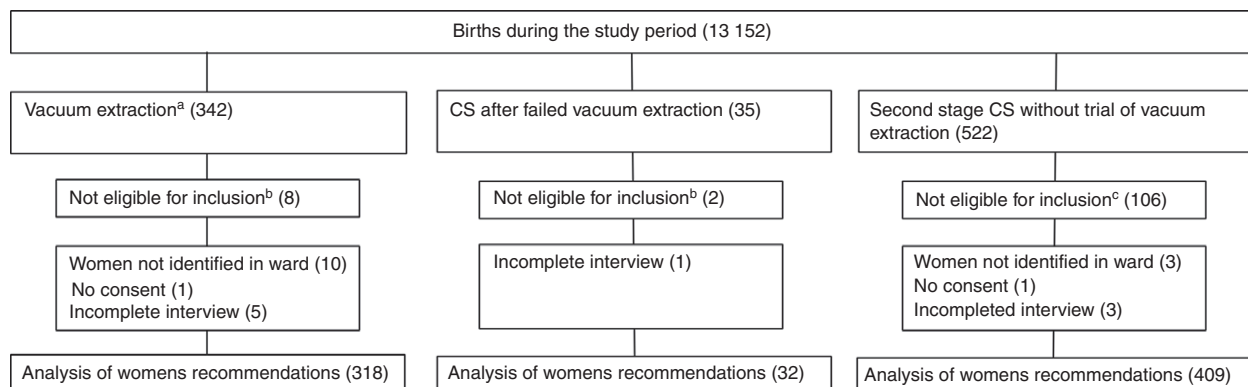 Births during the study period (13 152)
Vacuum extractionᵃ (342)
Not eligible for inclusionᵇ (8)
Women not identified in ward (10)
No consent (1)
Incomplete interview (5)
Analysis of womens recommendations (318)
CS after failed vacuum extraction (35)
Not eligible for inclusionᵇ (2)
Incomplete interview (1)
Analysis of womens recommendations (32)
Second stage CS without trial of vacuum
extraction (522)
Not eligible for inclusionᶜ (106)
Women not identified in ward (3)
No consent (1)
Incompleted interview (3)
Analysis of womens recommendations (409)